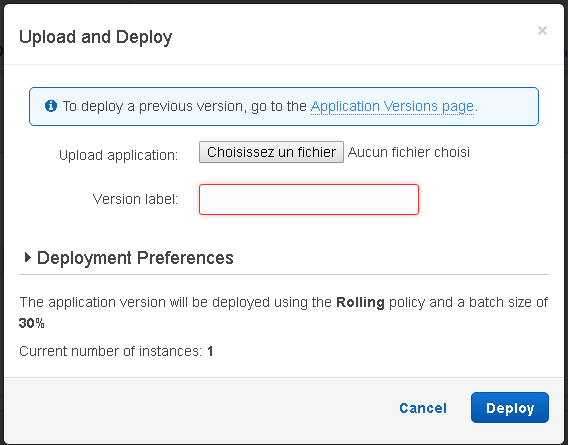 Upload and Deploy
×
To deploy a previous version, go to the Application Versions page.
Upload application: Choisissez un fichier Aucun fichier choisi
Version label:
Deployment Preferences
The application version will be deployed using the Rolling policy and a batch size of
30%
Current number of instances: 1
Cancel Deploy